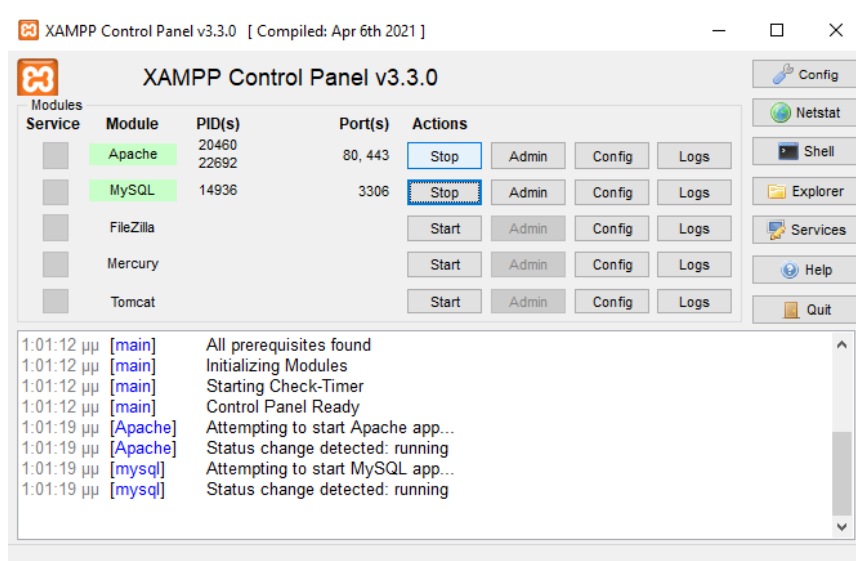 XAMPP Control Panel v3.3.0 [ Compiled: Apr 6th 2021 ]
XAMPP Control Panel v3.3.0
Config
Modules
Service Module PID(s) Port(s) Actions
Netstat
Apache 20460 22692 80, 443 Stop Admin Config Logs
Shell
MySQL 14936 3306 Stop Admin Config Logs
Explorer
FileZilla Start Admin Config Logs
Services
Mercury Start Admin Config Logs
Help
Tomcat Start Admin Config Logs
Quit
1:01:12 μμ [main] All prerequisites found
1:01:12 μμ [main] Initializing Modules
1:01:12 μμ [main] Starting Check-Timer
1:01:12 μμ [main] Control Panel Ready
1:01:19 μμ [Apache] Attempting to start Apache app...
1:01:19 μμ [Apache] Status change detected: running
1:01:19 μμ [mysql] Attempting to start MySQL app...
1:01:19 μμ [mysql] Status change detected: running